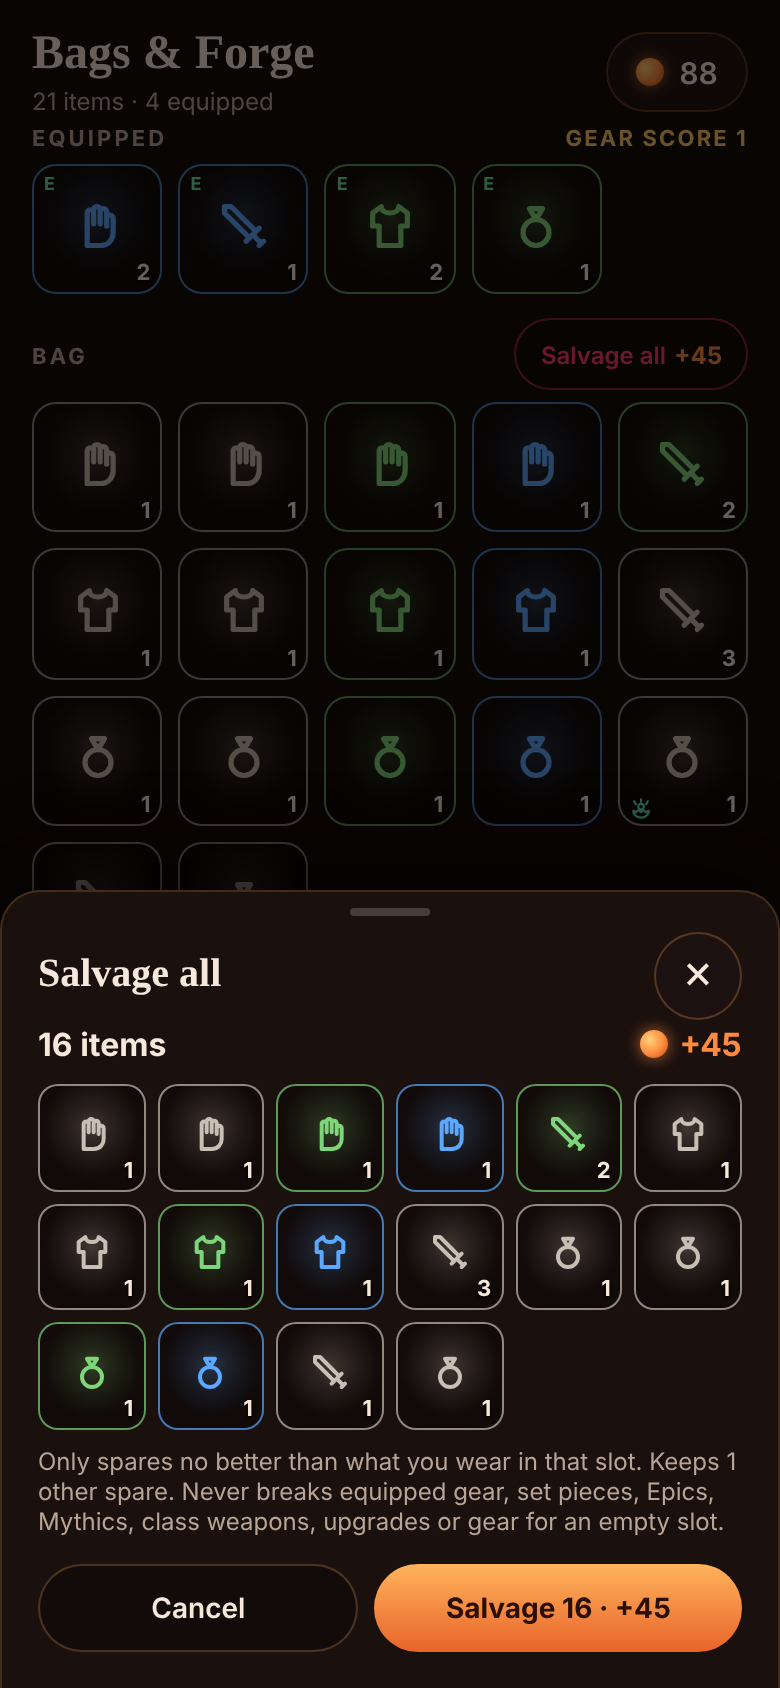 Bags & Forge
88
21 items · 4 equipped
EQUIPPED
GEAR SCORE 1
E E E E
2 1 2 1
BAG
Salvage all +45
1 1 1 1 2
1 1 1 1 3
1 1 1 1 1
Salvage all
16 items
+45
1 1 1 1 2 1
1 1 1 3 1 1
1 1 1 1
Only spares no better than what you wear in that slot. Keeps 1
other spare. Never breaks equipped gear, set pieces, Epics,
Mythics, class weapons, upgrades or gear for an empty slot.
Cancel
Salvage 16 · +45